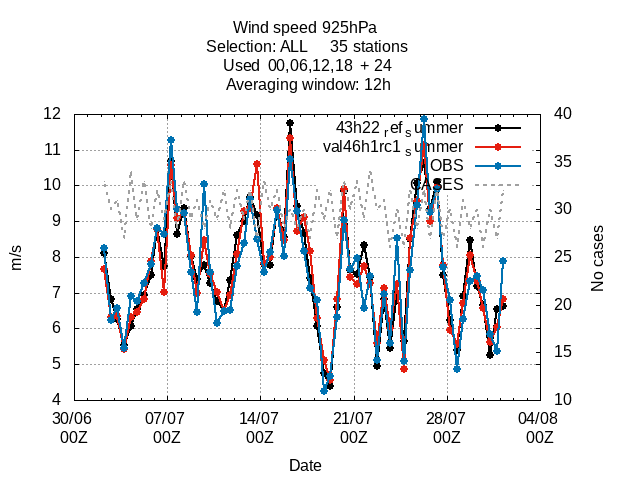 Wind speed 925hPa
Selection: ALL     35 stations
Used  00,06,12,18  + 24
Averaging window: 12h
12 40
43h22_ref_summer
val46h1rc1_summer
OBS
CASES
11 35
10
9 30
8 25
7
6 20
5 15
4 10
m/s
No cases
30/06 07/07 14/07 21/07 28/07 04/08
00Z 00Z 00Z 00Z 00Z 00Z
Date